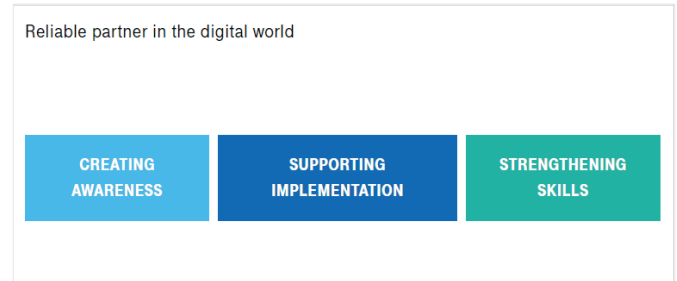 Reliable partner in the digital world
CREATING
AWARENESS
SUPPORTING
IMPLEMENTATION
STRENGTHENING
SKILLS